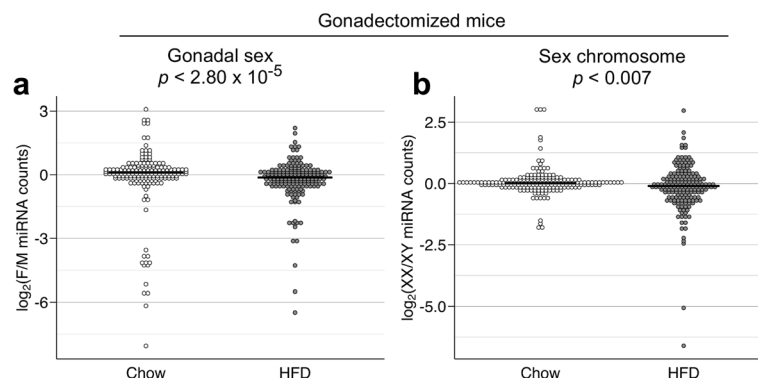 Gonadectomized mice
a
Gonadal sex
p < 2.80 x 10-5
log2(F/M miRNA counts)
3
0
-3
-6
Chow
HFD
b
Sex chromosome
p < 0.007
log2(XX/XY miRNA counts)
2.5
0.0
-2.5
-5.0
Chow
HFD